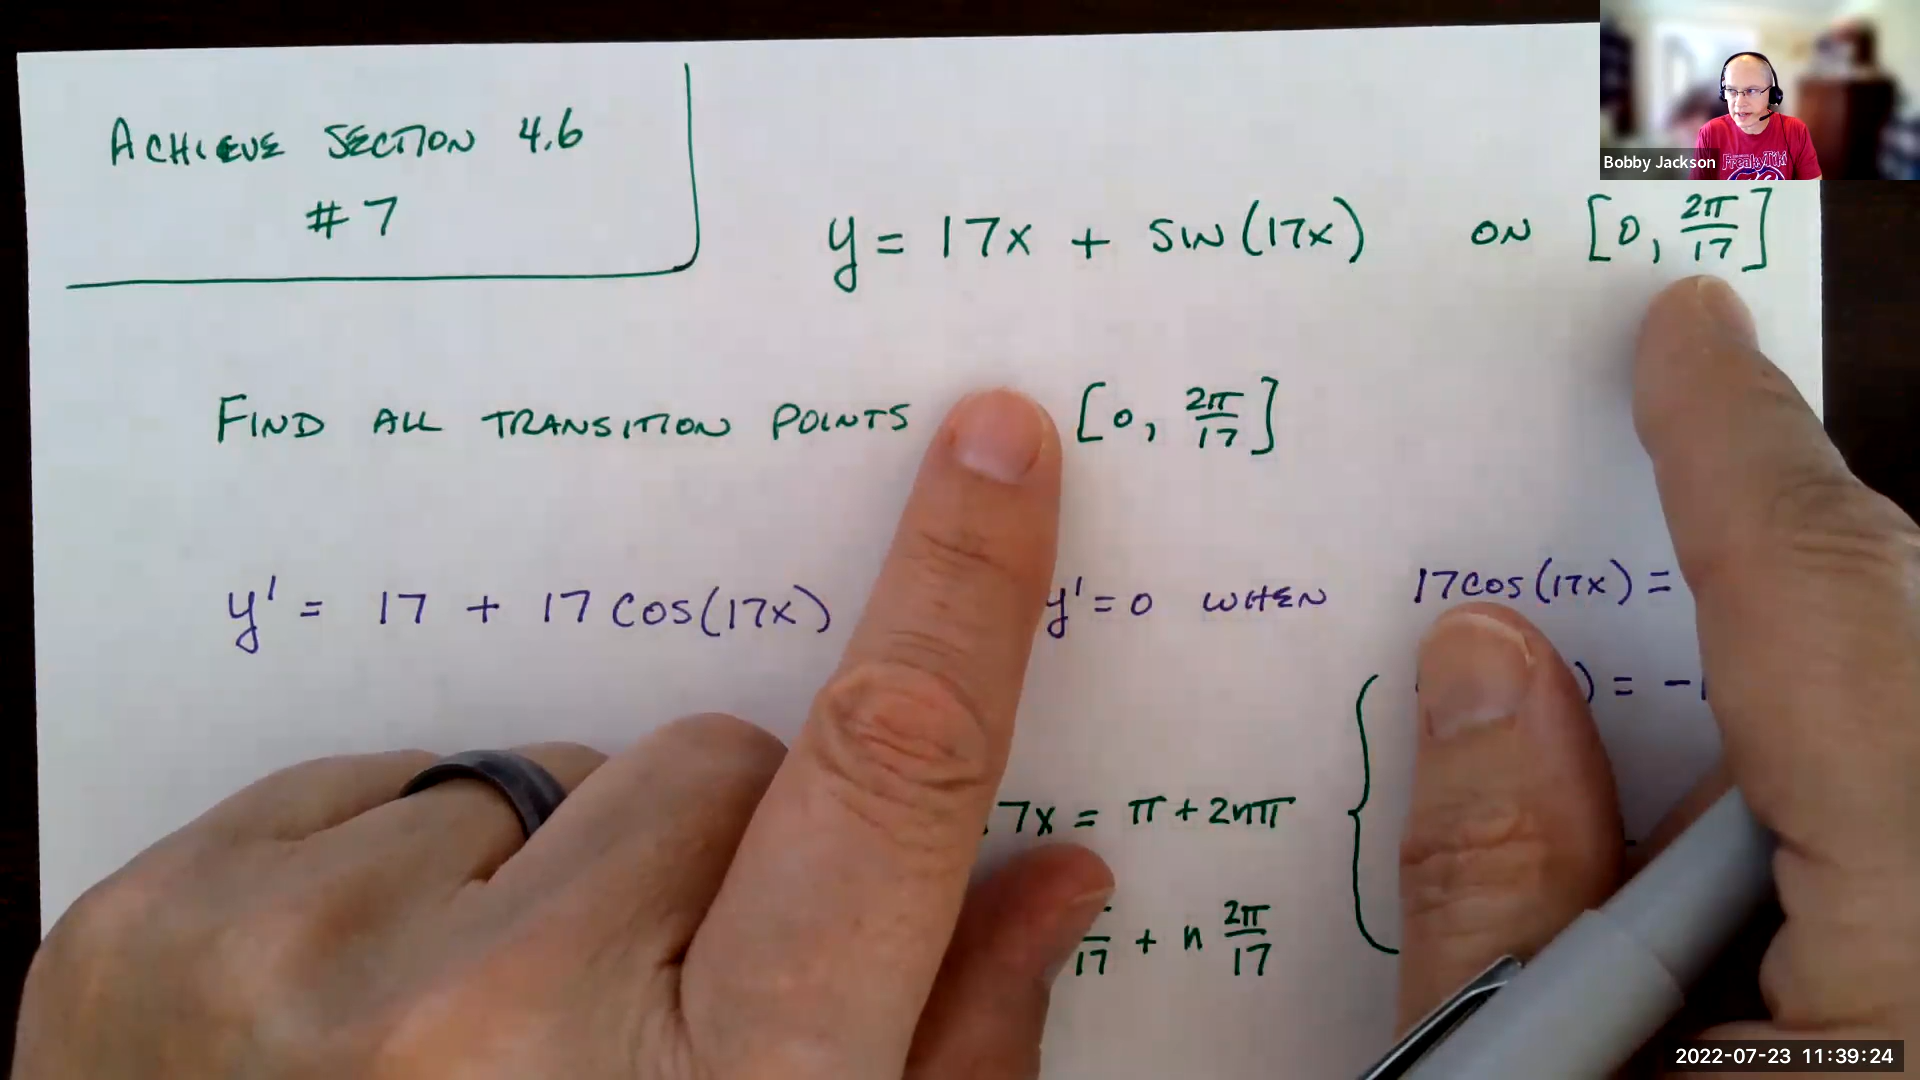 ACHIEVE SECTION 4.6
# 7
Bobby Jackson
FreakyTiki
y = 17x + SIN(17x) ON [0, 2π/17]
FIND ALL TRANSITION POINTS [0, 2π/17]
y' = 17 + 17 COS(17x) y' = 0 WHEN 17COS(17x) =
) = -1
7x = π + 2nπ
17 + n 2π/17
2022-07-23 11:39:24